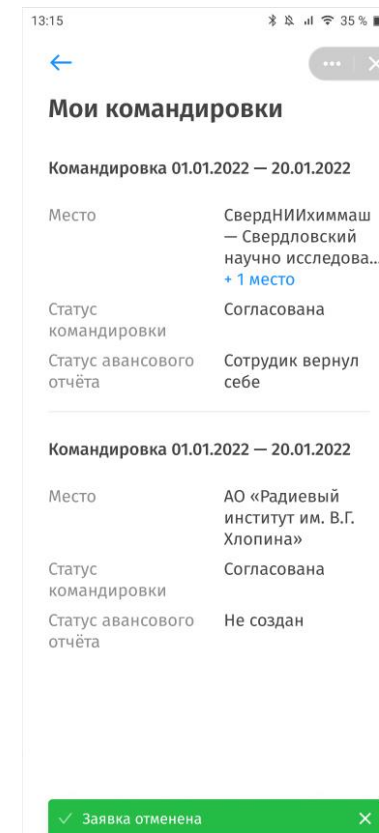 13:15
35 %
Мои командировки
Командировка 01.01.2022 — 20.01.2022
Место
СвердНИИхиммаш
— Свердловский
научно исследова...
+ 1 место
Статус
командировки
Согласована
Статус авансового
отчёта
Сотрудик вернул
себе
Командировка 01.01.2022 — 20.01.2022
Место
АО «Радиевый
институт им. В.Г.
Хлопина»
Статус
командировки
Согласована
Статус авансового
отчёта
Не создан
Заявка отменена